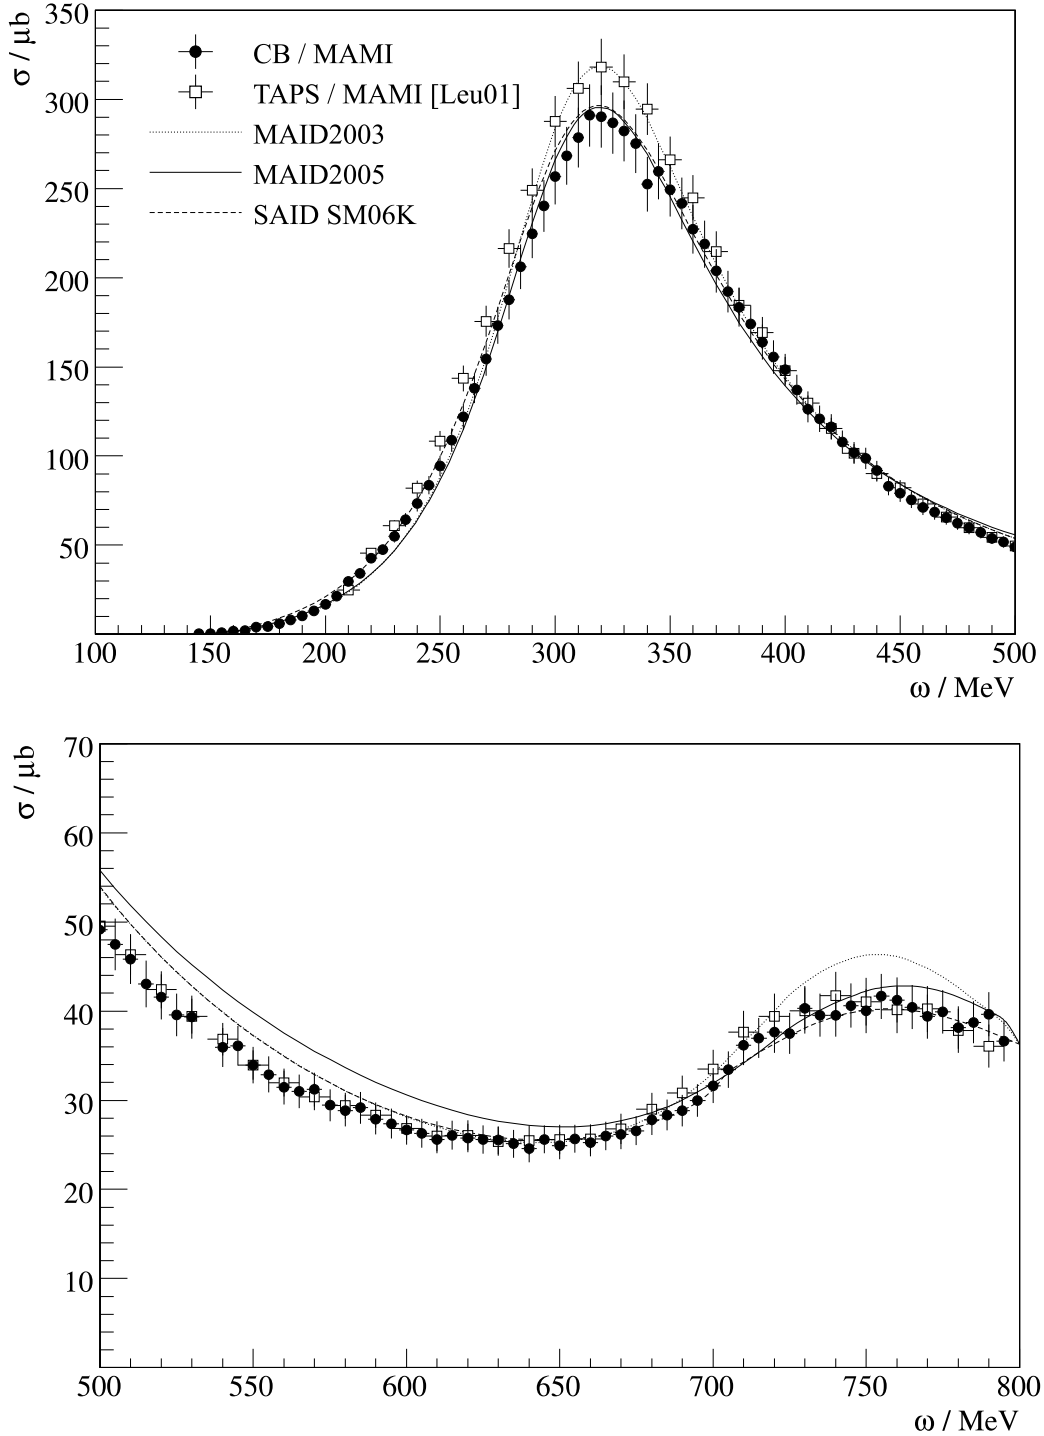 σ / μb
350
300
250
200
150
100
50
CB / MAMI
TAPS / MAMI [Leu01]
MAID2003
MAID2005
SAID SM06K
100 150 200 250 300 350 400 450 500
ω / MeV
σ / μb
70
60
50
40
30
20
10
500 550 600 650 700 750 800
ω / MeV